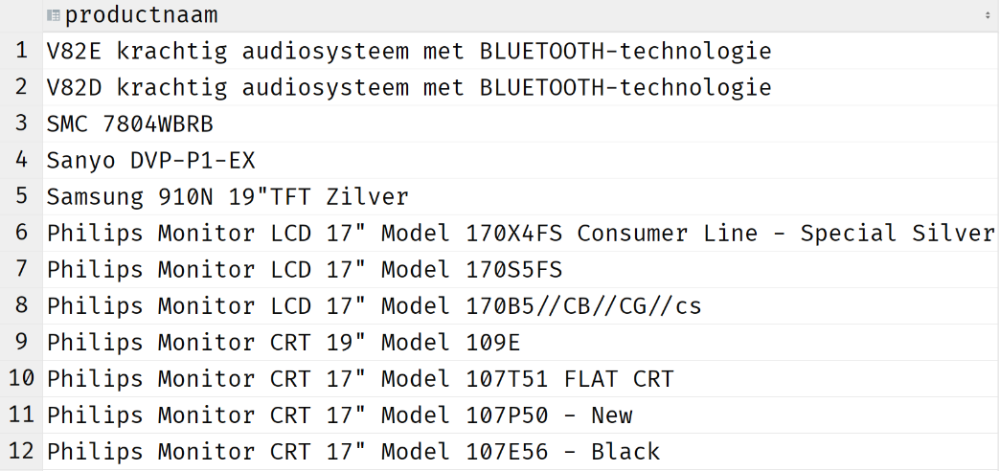 productnaam
1 V82E krachtig audiosysteem met BLUETOOTH-technologie
2 V82D krachtig audiosysteem met BLUETOOTH-technologie
3 SMC 7804WBRB
4 Sanyo DVP-P1-EX
5 Samsung 910N 19"TFT Zilver
6 Philips Monitor LCD 17" Model 170X4FS Consumer Line - Special Silver
7 Philips Monitor LCD 17" Model 170S5FS
8 Philips Monitor LCD 17" Model 170B5//CB//CG//cs
9 Philips Monitor CRT 19" Model 109E
10 Philips Monitor CRT 17" Model 107T51 FLAT CRT
11 Philips Monitor CRT 17" Model 107P50 - New
12 Philips Monitor CRT 17" Model 107E56 - Black